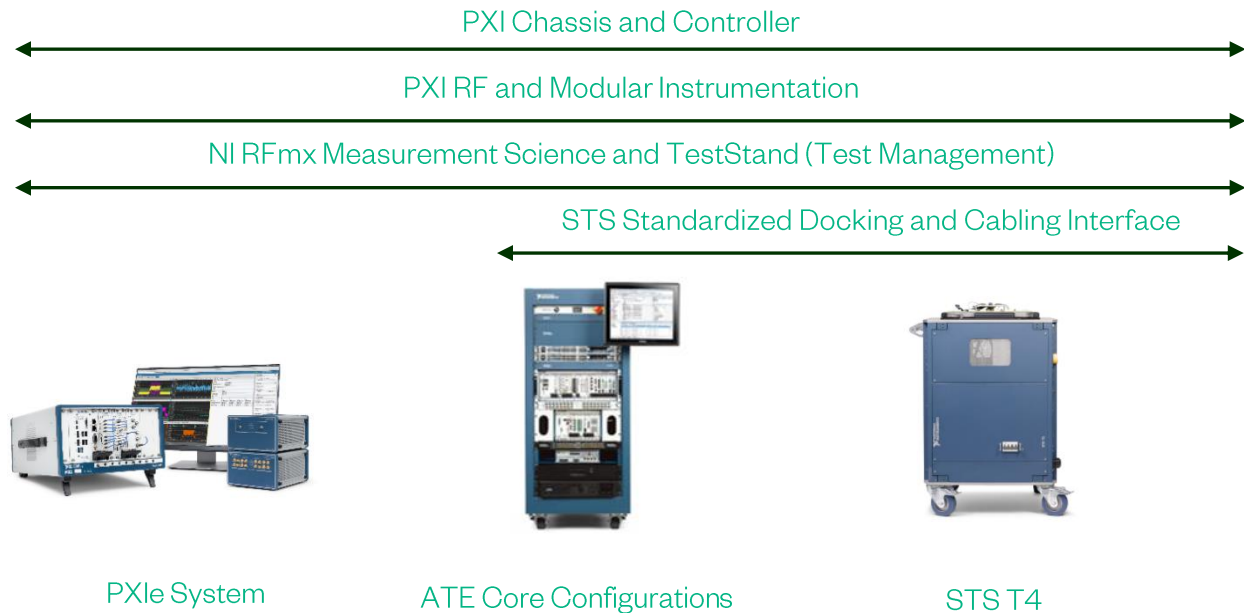 PXI Chassis and Controller
PXI RF and Modular Instrumentation
NI RFmx Measurement Science and TestStand (Test Management)
STS Standardized Docking and Cabling Interface
PXIe System
ATE Core Configurations
STS T4